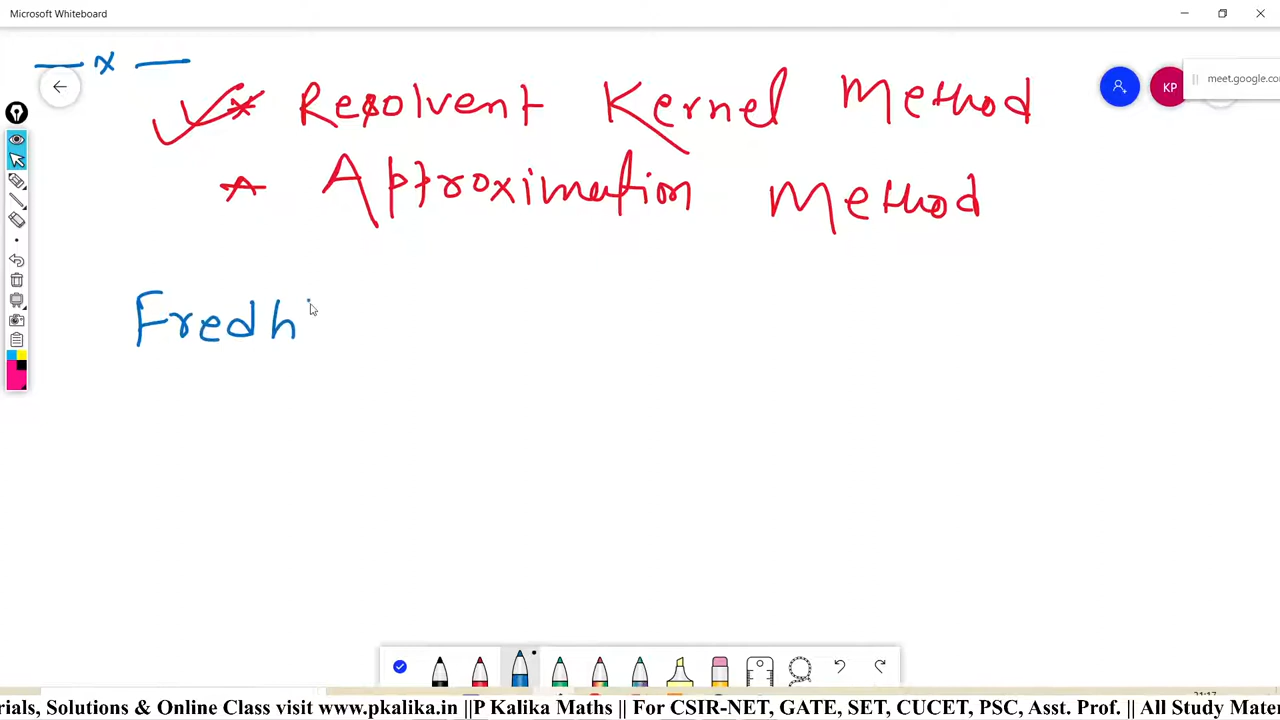 Microsoft Whiteboard
— x —
KP
meet.google.co
* Resolvent Kernel Method
* Approximation Method
Fredh
rials, Solutions & Online Class visit www.pkalika.in ||P Kalika Maths || For CSIR-NET, GATE, SET, CUCET, PSC, Asst. Prof. || All Study Mater